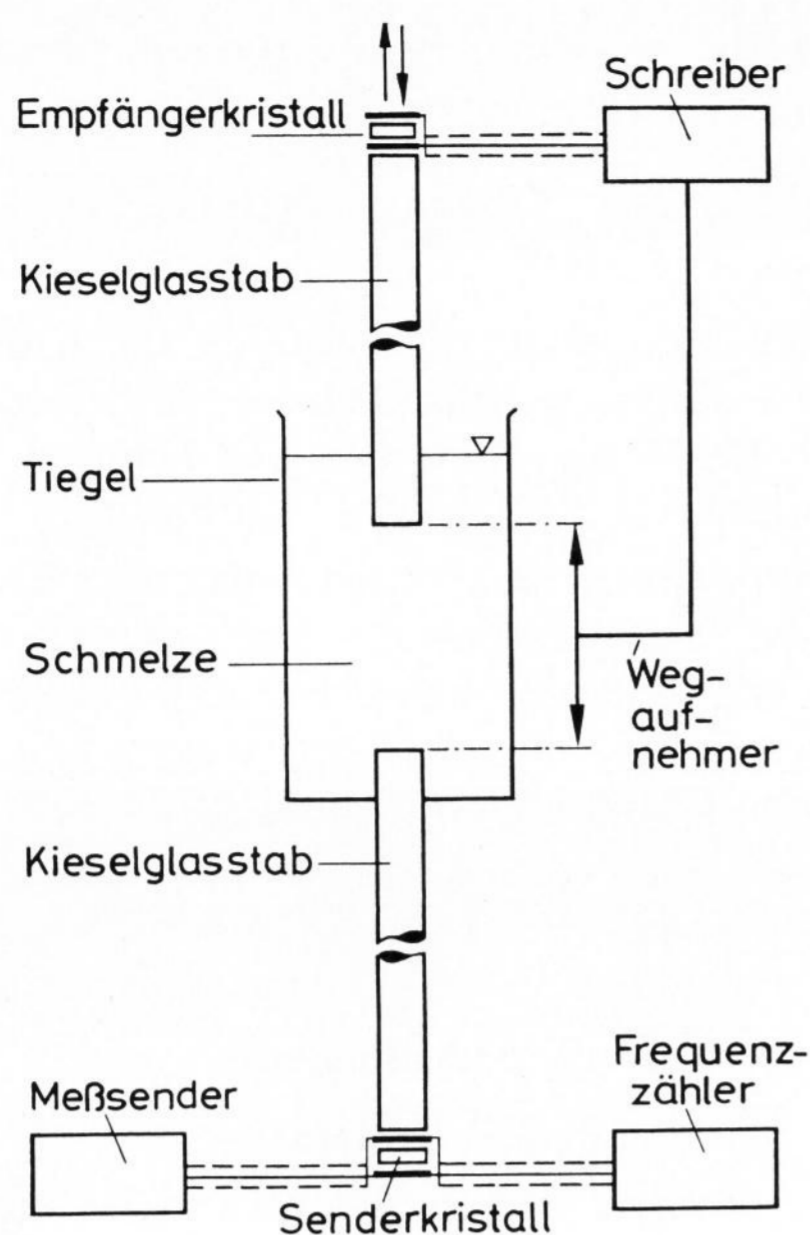 Schreiber
Empfängerkristall
Kieselglasstab
Tiegel
Schmelze
Weg-
auf-
nehmer
Kieselglasstab
Frequenz-
zähler
Meßsender
Senderkristall